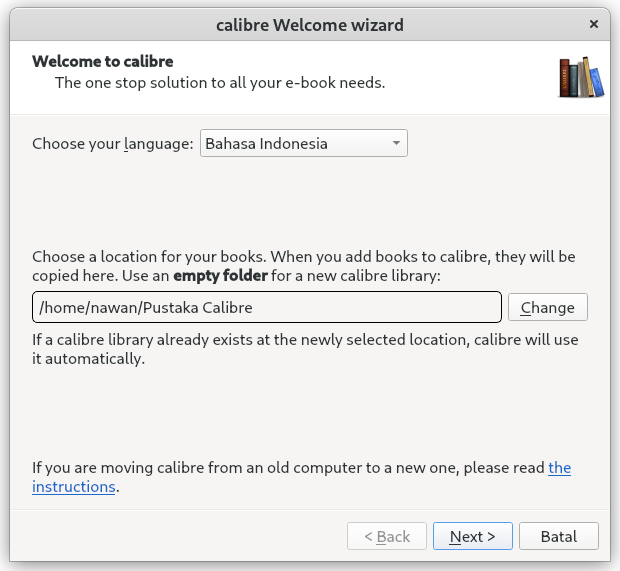 calibre Welcome wizard ×
Welcome to calibre
The one stop solution to all your e-book needs.
Choose your language: Bahasa Indonesia
Choose a location for your books. When you add books to calibre, they will be
copied here. Use an empty folder for a new calibre library:
/home/nawan/Pustaka Calibre Change
If a calibre library already exists at the newly selected location, calibre will use
it automatically.
If you are moving calibre from an old computer to a new one, please read the
instructions.
< Back Next > Batal